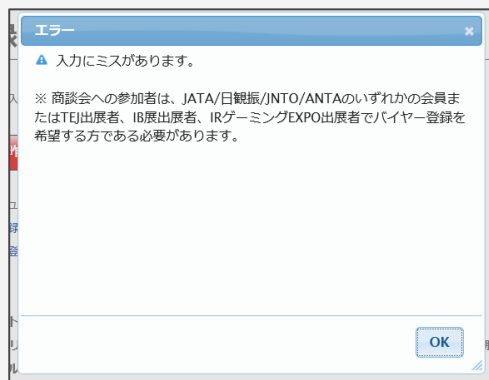 エラー
入力にミスがあります。
※ 商談会への参加者は、JATA/日観振/JNTO/ANTAのいずれかの会員ま
たはTEJ出展者、IB展出展者、IRゲーミングEXPO出展者でバイヤー登録を
希望する方である必要があります。
OK